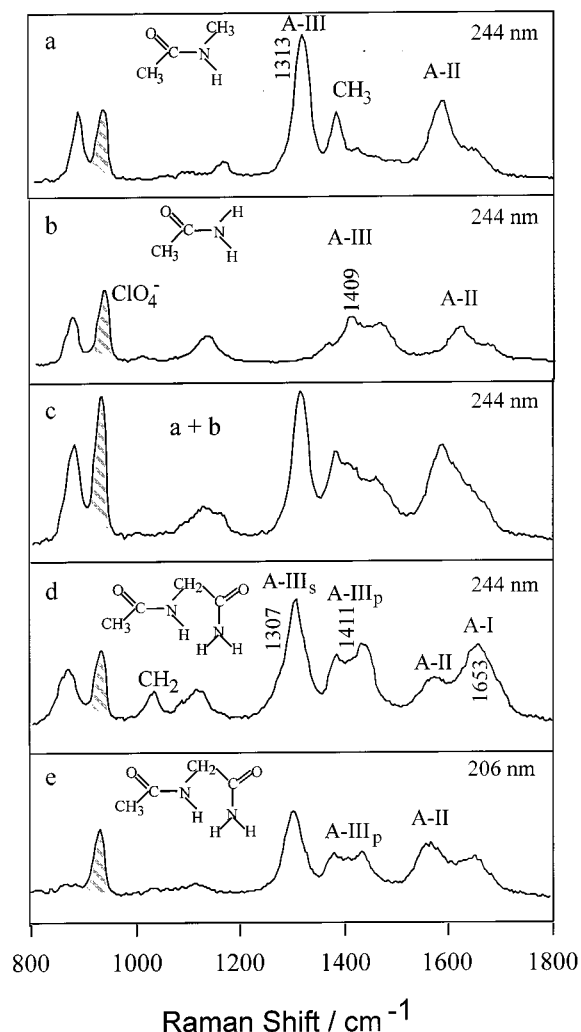 a
A-III
244 nm
O
CH3
C
N
CH3
H
1313
CH3
A-II
b
244 nm
O
H
C
N
CH3
H
ClO4-
A-III
1409
A-II
c
a + b
244 nm
d
244 nm
O
CH2
O
C
N
C
CH3
H
N
H
H
A-IIIs
1307
A-IIIp
1411
A-I
1653
A-II
CH2
e
206 nm
O
CH2
O
C
N
C
CH3
H
N
H
H
A-IIIp
A-II
800 1000 1200 1400 1600 1800
Raman Shift / cm-1